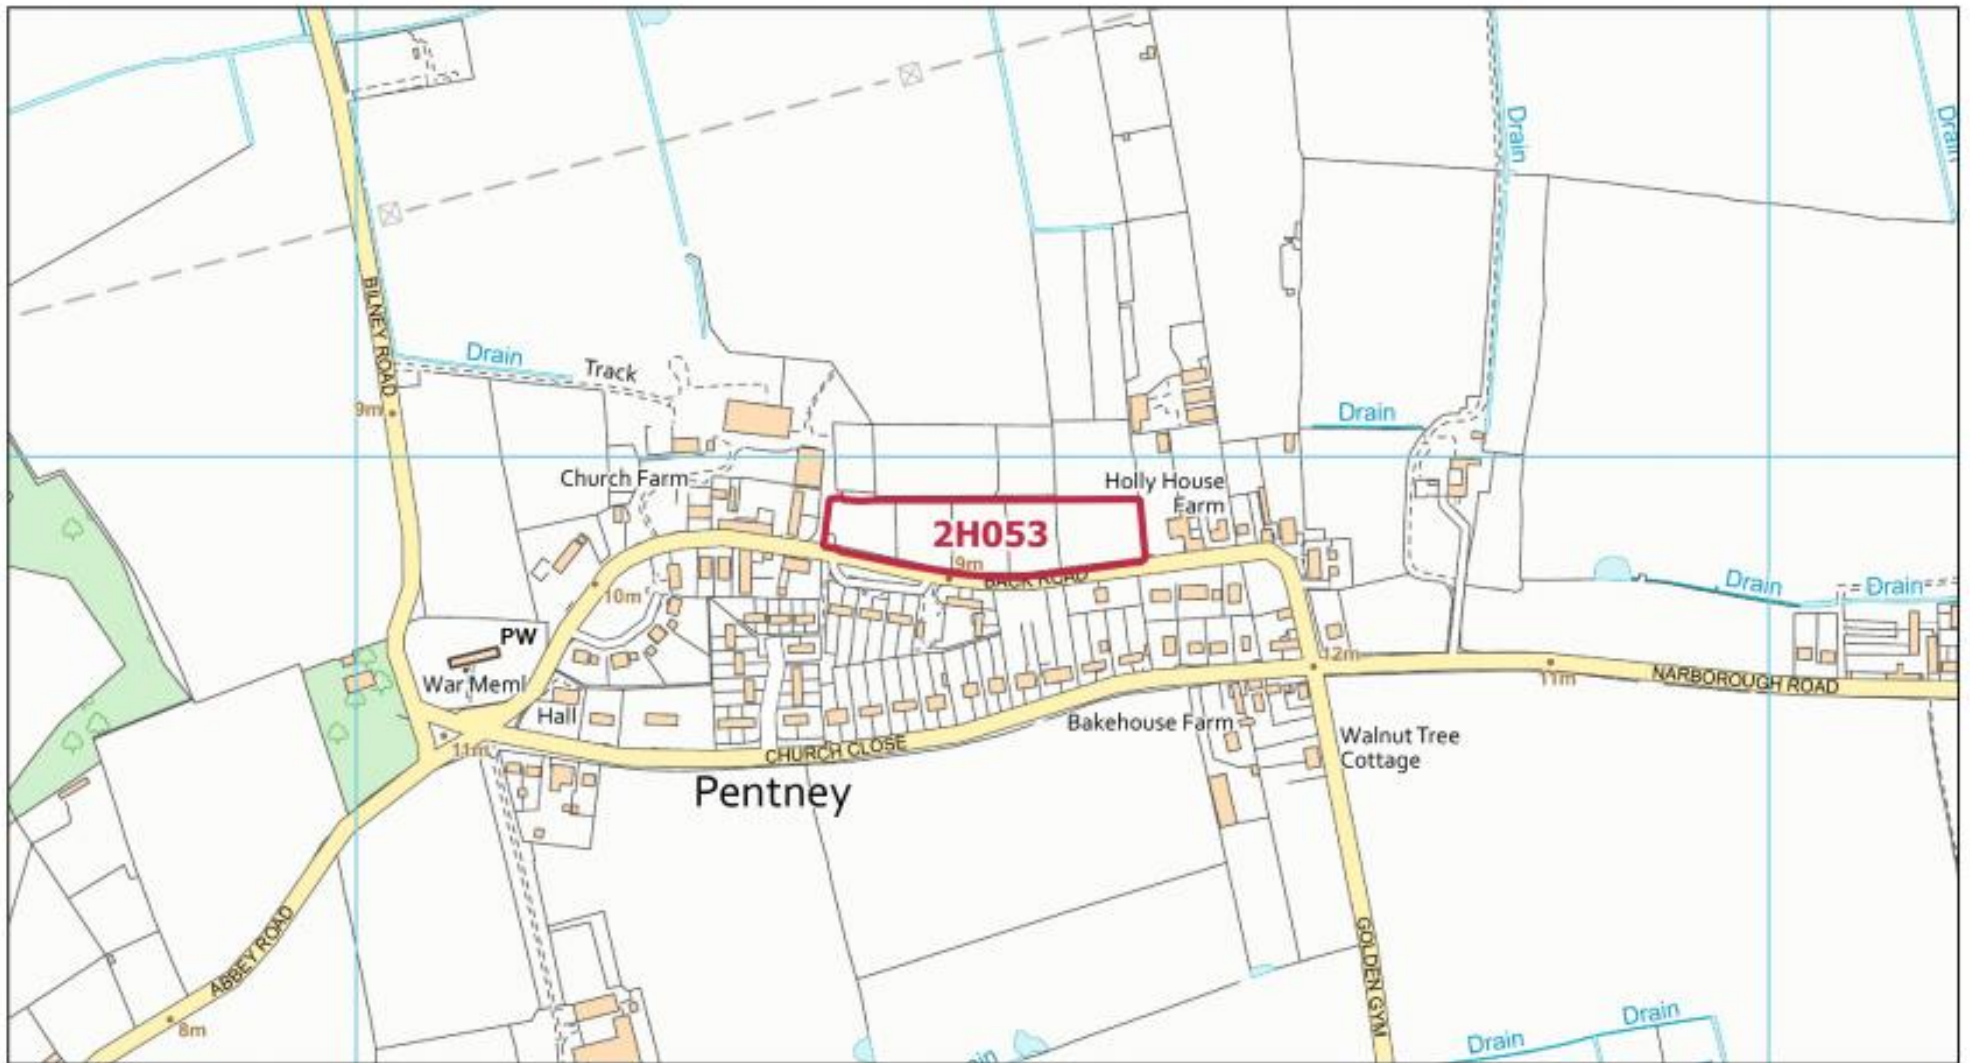 Drain
Drain
BILNEY ROAD
Drain
Track
9m
Drain
Church Farm
Holly House
Farm
2H053
9m
BACK ROAD
10m
Drain
Drain
PW
War Meml
12m
11m
NARBOROUGH ROAD
Hall
11m
CHURCH CLOSE
Bakehouse Farm
Walnut Tree
Cottage
Pentney
ABBEY ROAD
GOLDEN GYM
8m
Drain
Drain